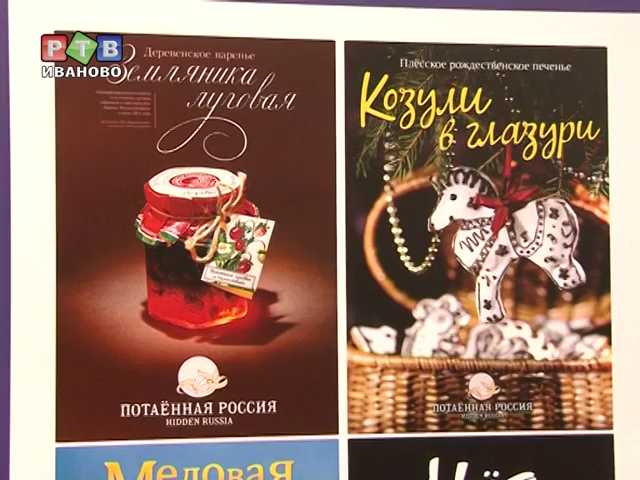 РТВ
ИВАНОВО
Деревенское варенье
Земляника
луговая
ПОТАЁННАЯ РОССИЯ
HIDDEN RUSSIA
Плёсское рождественское печенье
Козули
в глазури
ПОТАЁННАЯ РОССИЯ
HIDDEN RUSSIA
Медовая